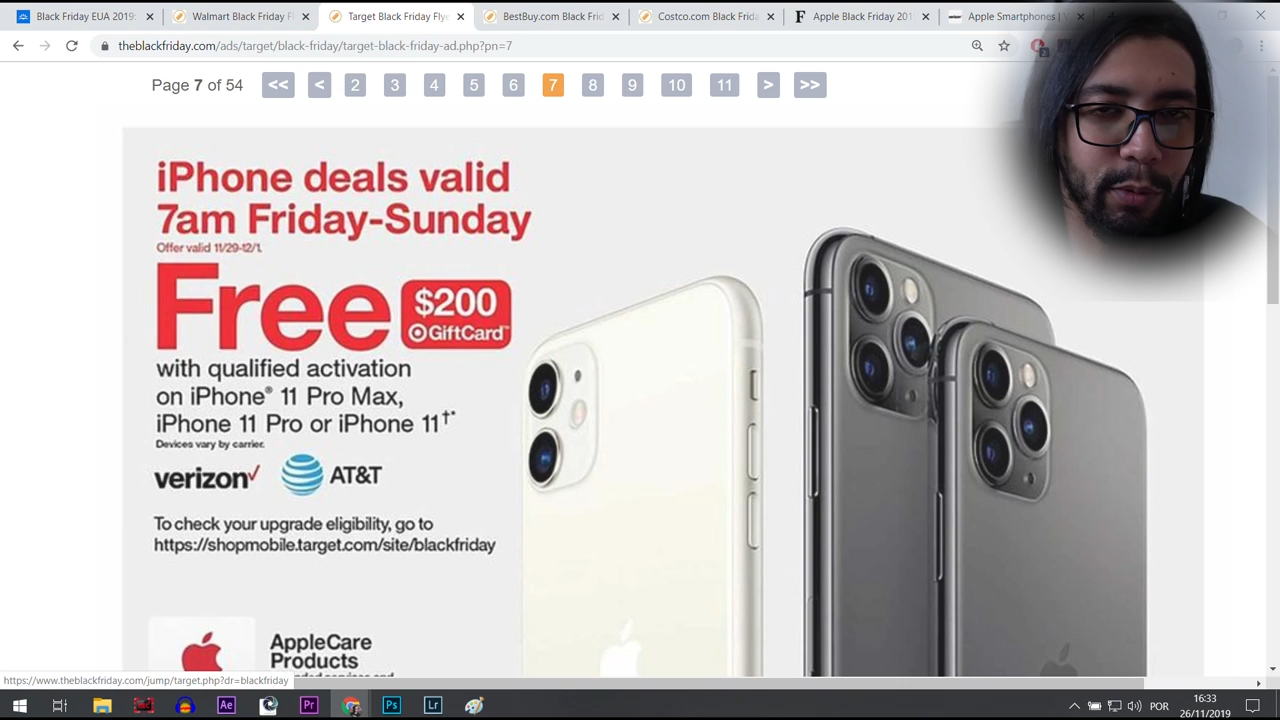 Black Friday EUA 2019:
Walmart Black Friday F
Target Black Friday Flye
BestBuy.com Black Frid
Costco.com Black Frida
Apple Black Friday 201
Apple Smartphones |
theblackfriday.com/ads/target/black-friday/target-black-friday-ad.php?pn=7
Page 7 of 54 << < 2 3 4 5 6 7 8 9 10 11 > >>
iPhone deals valid
7am Friday-Sunday
Offer valid 11/29-12/1.
Free $200 GiftCard™
with qualified activation
on iPhone® 11 Pro Max,
iPhone 11 Pro or iPhone 11†*
Devices vary by carrier.
verizon✓ AT&T
To check your upgrade eligibility, go to
https://shopmobile.target.com/site/blackfriday
AppleCare
Products
https://www.theblackfriday.com/jump/target.php?dr=blackfriday
Ae Pr Ps Lr
POR
16:33
26/11/2019